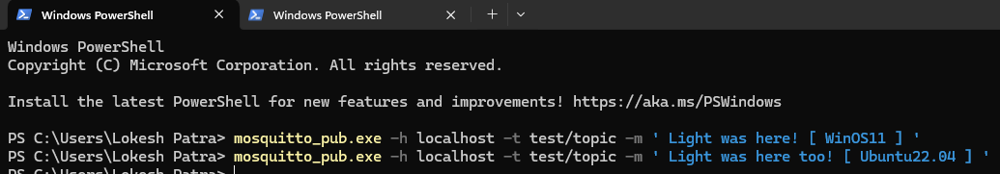 Windows PowerShell
Windows PowerShell
Windows PowerShell
Copyright (C) Microsoft Corporation. All rights reserved.
Install the latest PowerShell for new features and improvements! https://aka.ms/PSWindows
PS C:\Users\Lokesh Patra> mosquitto_pub.exe -h localhost -t test/topic -m ' Light was here! [ WinOS11 ] '
PS C:\Users\Lokesh Patra> mosquitto_pub.exe -h localhost -t test/topic -m ' Light was here too! [ Ubuntu22.04 ] '
PS C:\Users\Lokesh Patra>